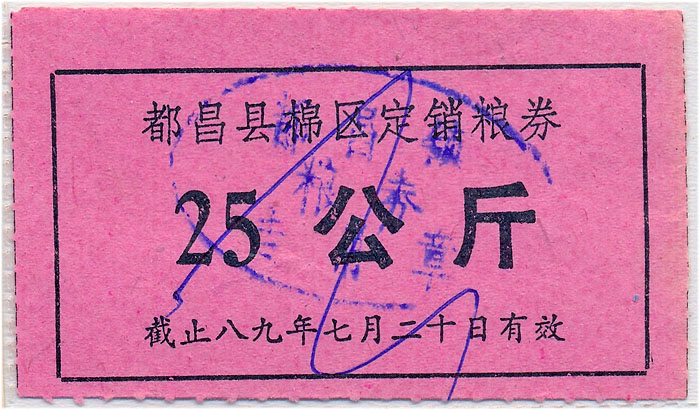 都昌县棉区定销粮券
25 公斤
截止八九年七月二十日有效